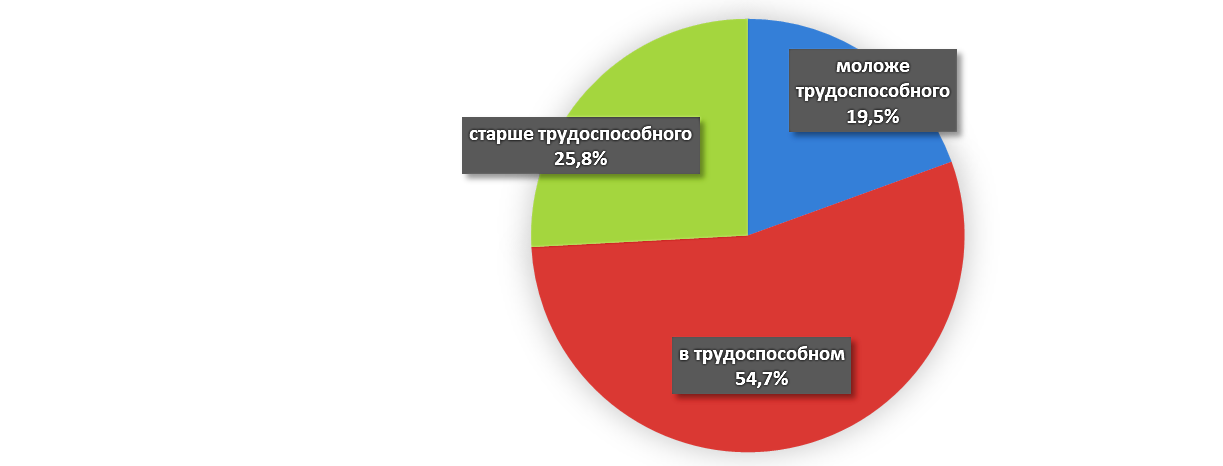 моложе
трудоспособного
19,5%
старше трудоспособного
25,8%
в трудоспособном
54,7%